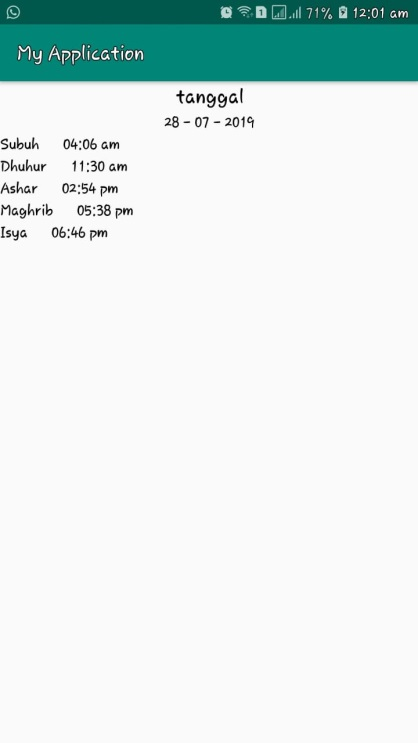 1 71% 12:01 am
My Application
tanggal
28 - 07 - 2019
Subuh 04:06 am
Dhuhur 11:30 am
Ashar 02:54 pm
Maghrib 05:38 pm
Isya 06:46 pm